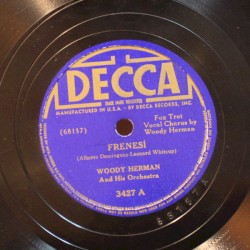 DECCA
TRADE MARK REGISTERED
MANUFACTURED IN U.S.A. BY DECCA RECORDS, INC.
(68157)
Fox Trot
Vocal Chorus by
Woody Herman
FRENESÍ
(Alberto Dominguez-Leonard Whitcup)
WOODY HERMAN
And His Orchestra
3427 A